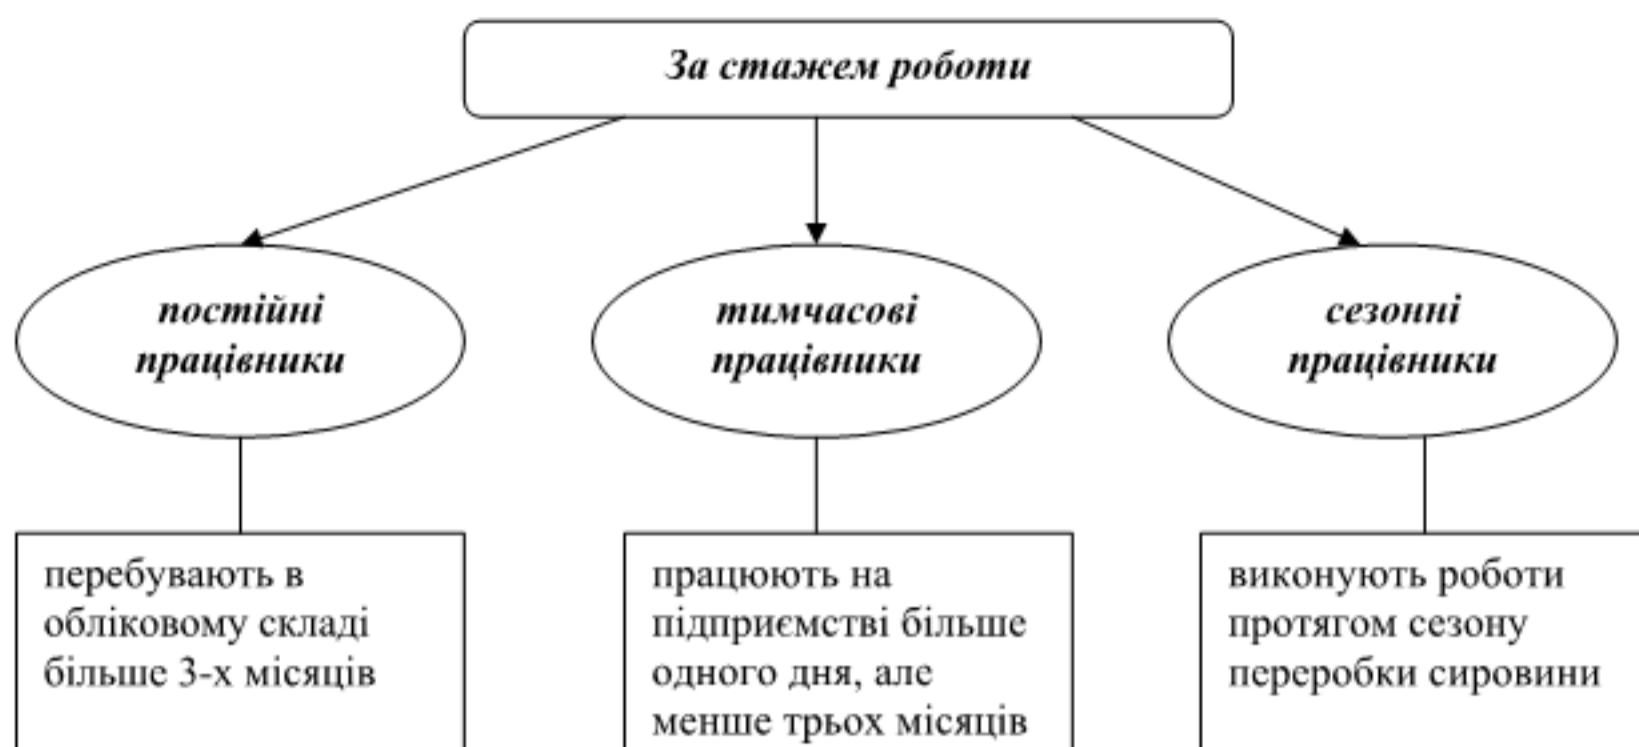 За стажем роботи
постійні
працівники
тимчасові
працівники
сезонні
працівники
перебувають в
обліковому складі
більше 3-х місяців
працюють на
підприємстві більше
одного дня, але
менше трьох місяців
виконують роботи
протягом сезону
переробки сировини